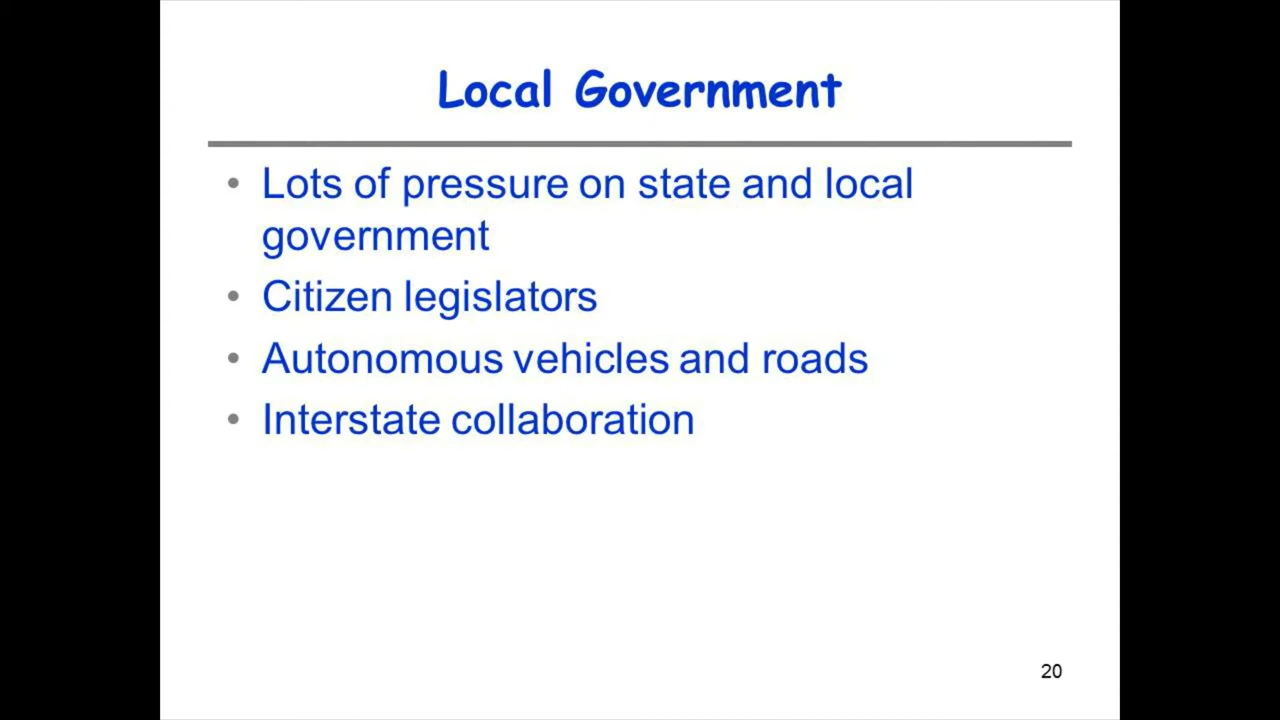 Local Government
• Lots of pressure on state and local
government
• Citizen legislators
• Autonomous vehicles and roads
• Interstate collaboration
20